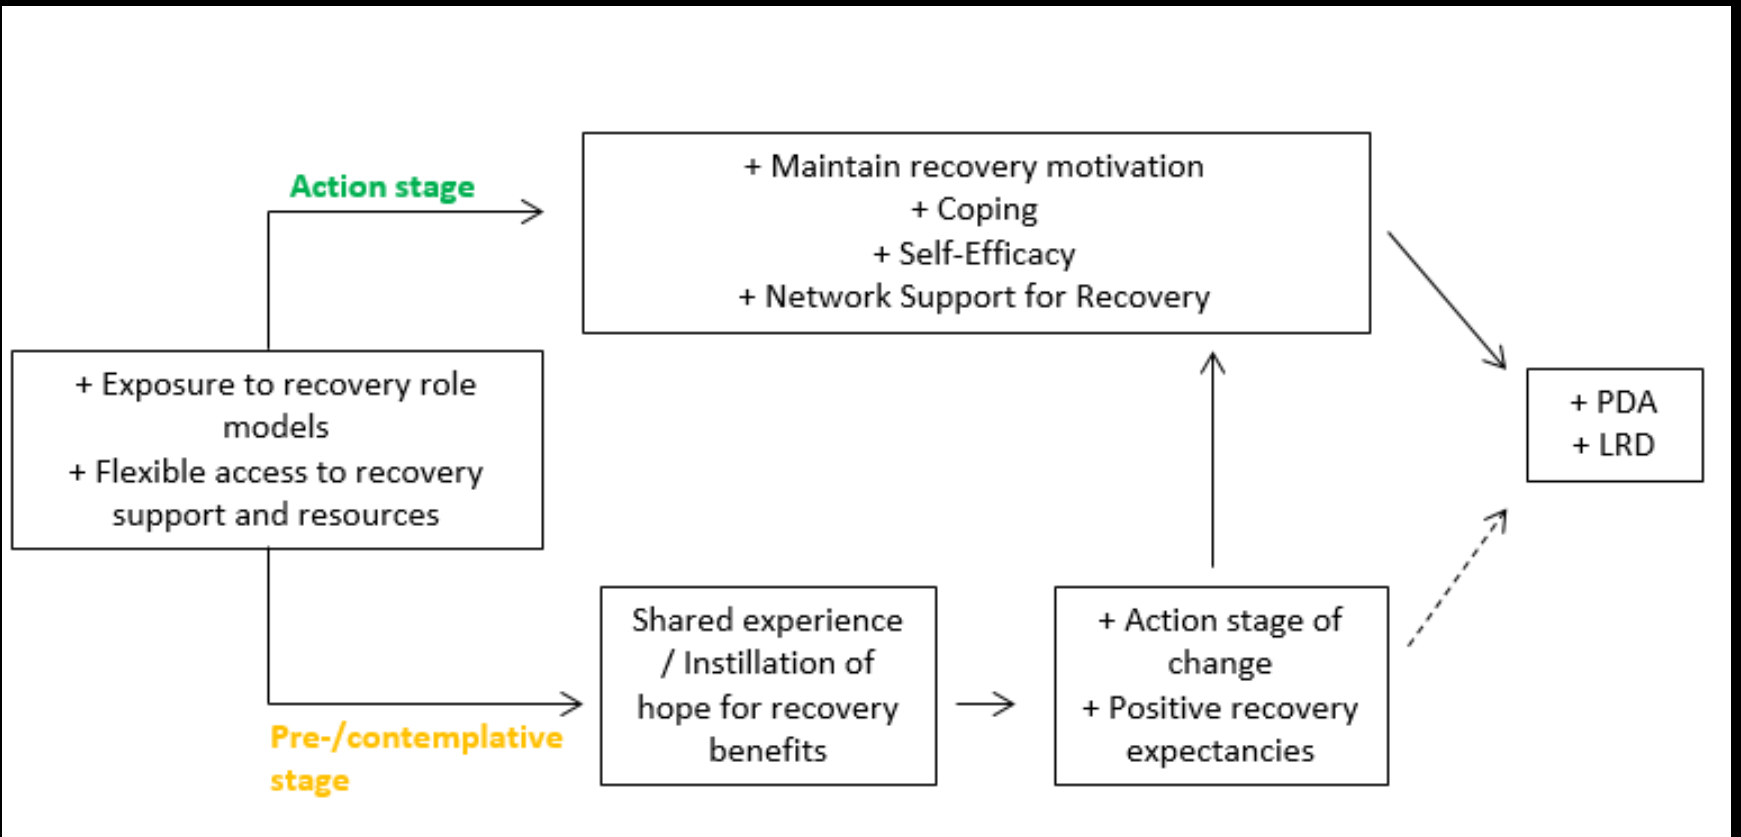 Action stage
+ Maintain recovery motivation
+ Coping
+ Self-Efficacy
+ Network Support for Recovery
+ Exposure to recovery role
models
+ Flexible access to recovery
support and resources
+ PDA
+ LRD
Pre-/contemplative
stage
Shared experience
/ Instillation of
hope for recovery
benefits
+ Action stage of
change
+ Positive recovery
expectancies